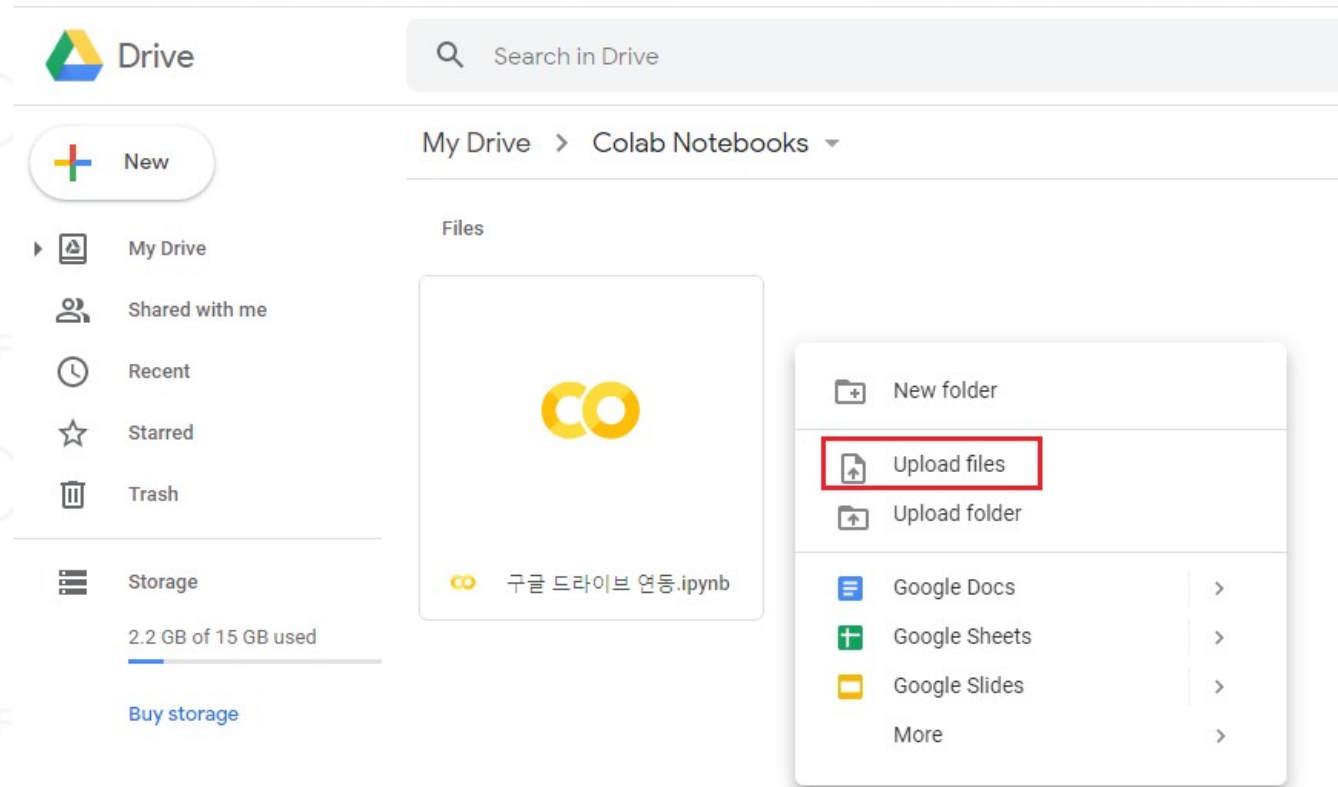 Drive
Search in Drive
My Drive > Colab Notebooks
New
Files
My Drive
Shared with me
Recent
Starred
Trash
Storage
2.2 GB of 15 GB used
Buy storage
구글 드라이브 연동.ipynb
New folder
Upload files
Upload folder
Google Docs
Google Sheets
Google Slides
More